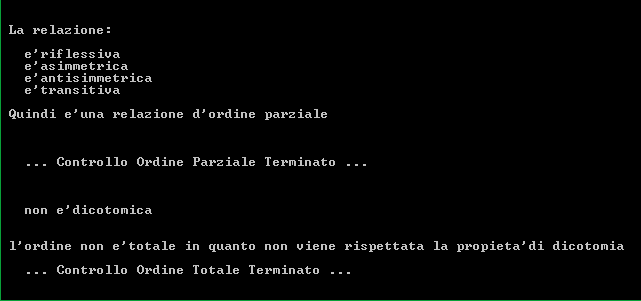 La relazione:
e'riflessiva
e'asimmetrica
e'antisimmetrica
e'transitiva
Quindi e'una relazione d'ordine parziale
... Controllo Ordine Parziale Terminato ...
non e'dicotomica
l'ordine non e'totale in quanto non viene rispettata la propieta'di dicotomia
... Controllo Ordine Totale Terminato ...